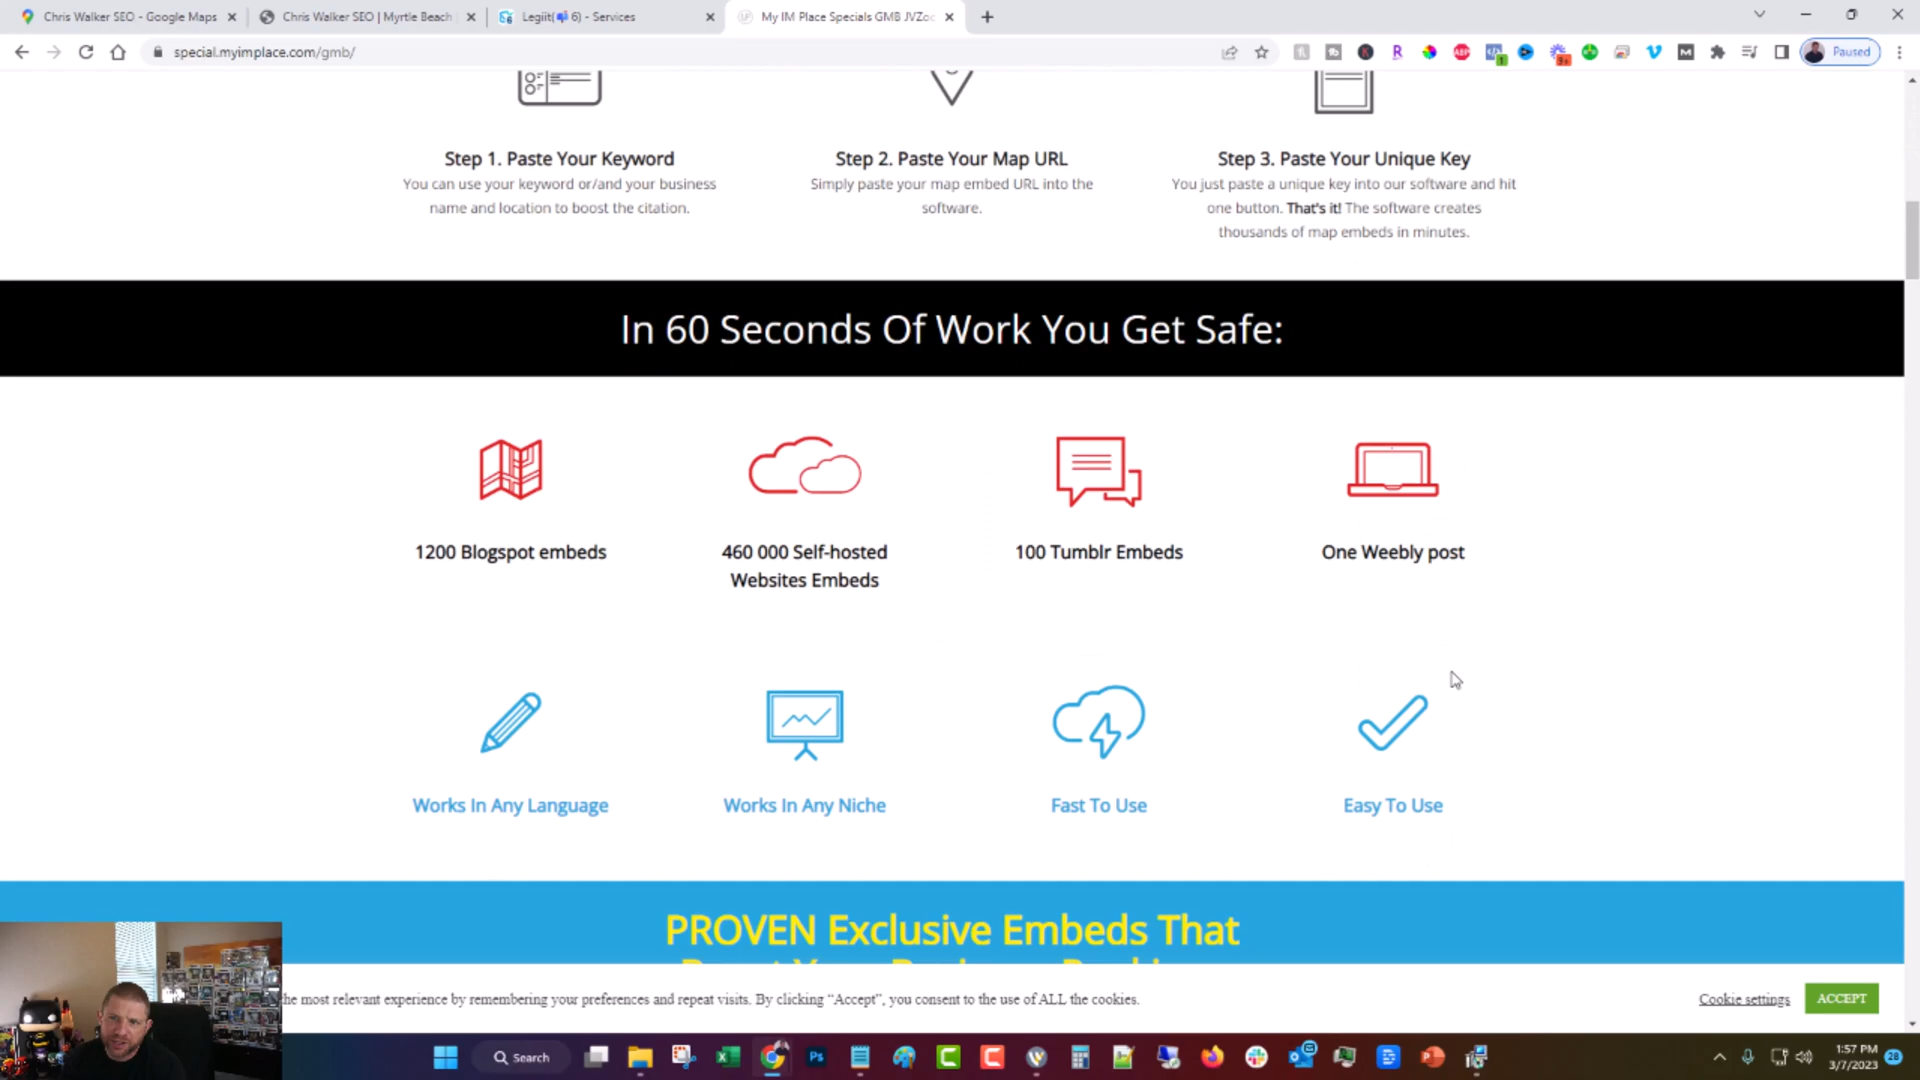 Chris Walker SEO - Google Maps
Chris Walker SEO | Myrtle Beach
Legiit( 6) - Services
My IM Place Specials GMB JVZoo
special.myimplace.com/gmb/
Paused
Step 1. Paste Your Keyword
You can use your keyword or/and your business
name and location to boost the citation.
Step 2. Paste Your Map URL
Simply paste your map embed URL into the
software.
Step 3. Paste Your Unique Key
You just paste a unique key into our software and hit
one button. That's it! The software creates
thousands of map embeds in minutes.
In 60 Seconds Of Work You Get Safe:
1200 Blogspot embeds
460 000 Self-hosted
Websites Embeds
100 Tumblr Embeds
One Weebly post
Works In Any Language
Works In Any Niche
Fast To Use
Easy To Use
PROVEN Exclusive Embeds That
the most relevant experience by remembering your preferences and repeat visits. By clicking “Accept”, you consent to the use of ALL the cookies.
Cookie settings
ACCEPT
Search
1:57 PM
3/7/2023
28